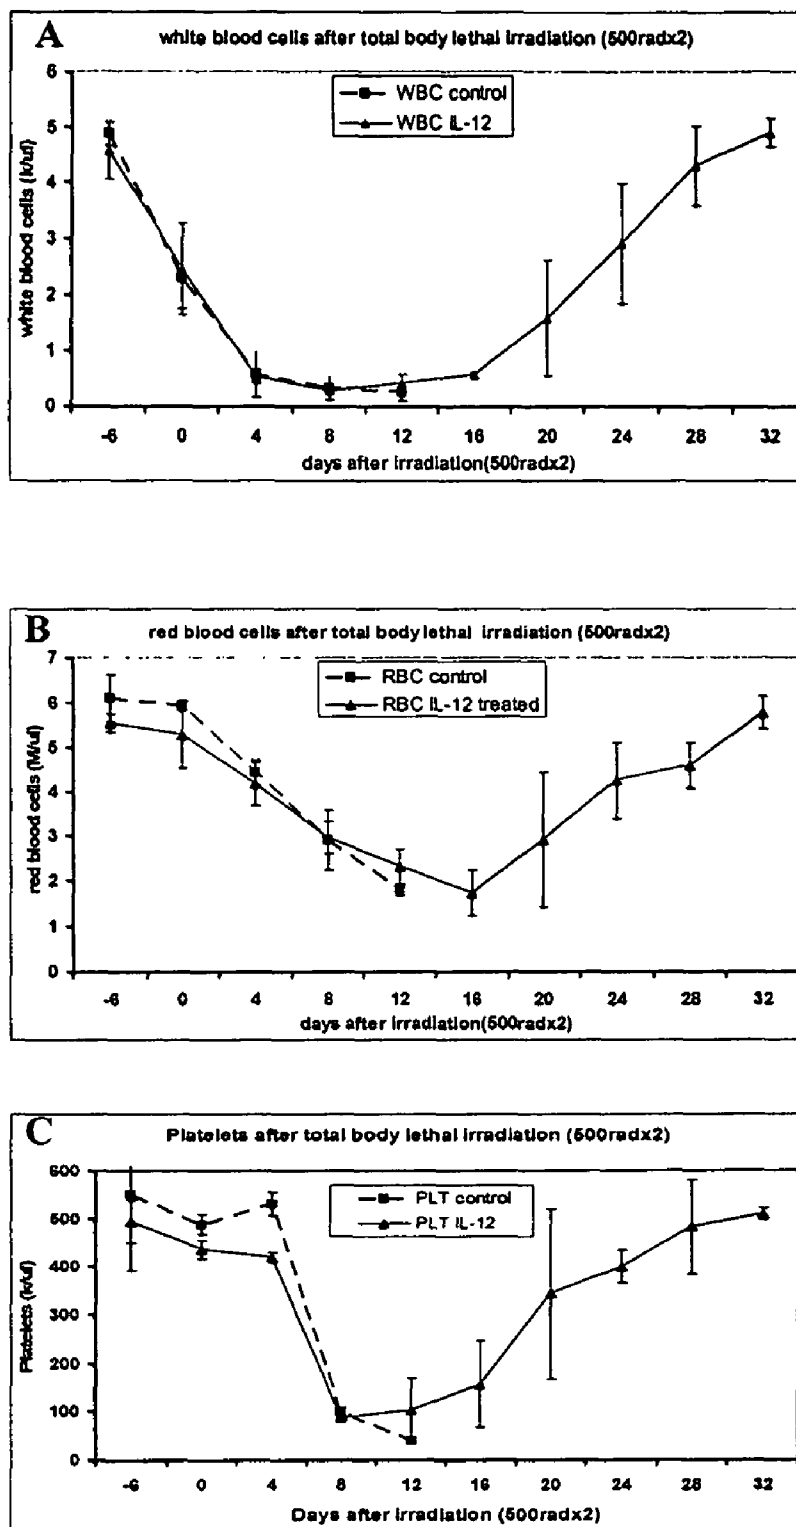 A
white blood cells after total body lethal irradiation (500radx2)
WBC control
WBC IL-12
white blood cells (k/ul)
6
5
4
3
2
1
0
-6 0 4 8 12 16 20 24 28 32
days after irradiation(500radx2)
B
red blood cells after total body lethal irradiation (500radx2)
RBC control
RBC IL-12 treated
red blood cells (M/ul)
7
6
5
4
3
2
1
0
-6 0 4 8 12 16 20 24 28 32
days after irradiation(500radx2)
C
Platelets after total body lethal irradiation (500radx2)
PLT control
PLT IL-12
Platelets (k/ul)
600
500
400
300
200
100
0
-6 0 4 8 12 16 20 24 28 32
Days after irradiation (500radx2)